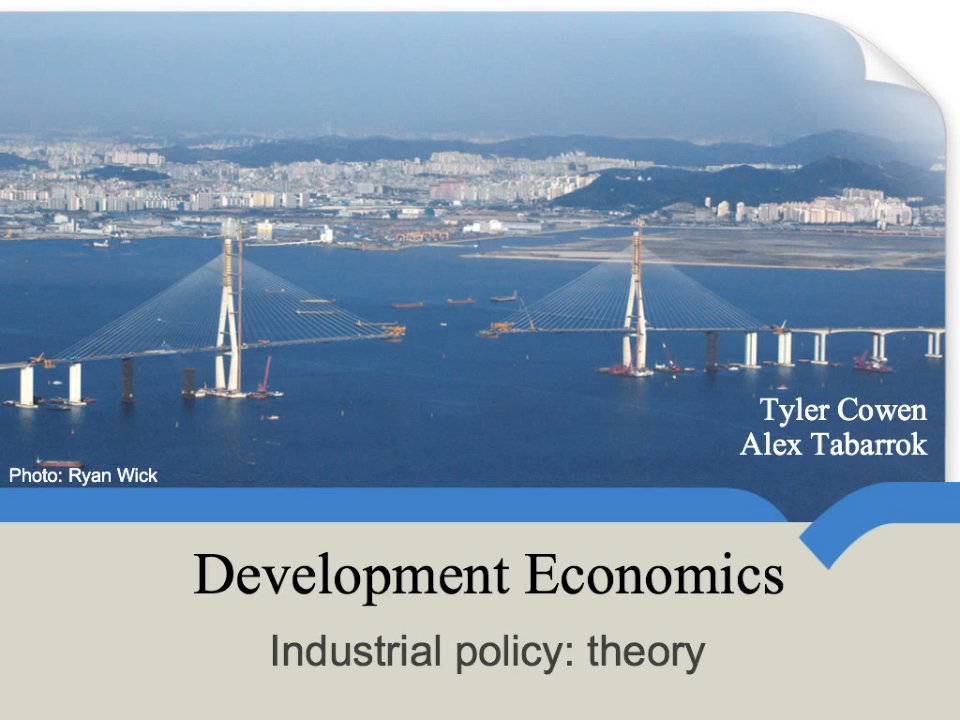 Tyler Cowen
Alex Tabarrok
Photo: Ryan Wick
Development Economics
Industrial policy: theory